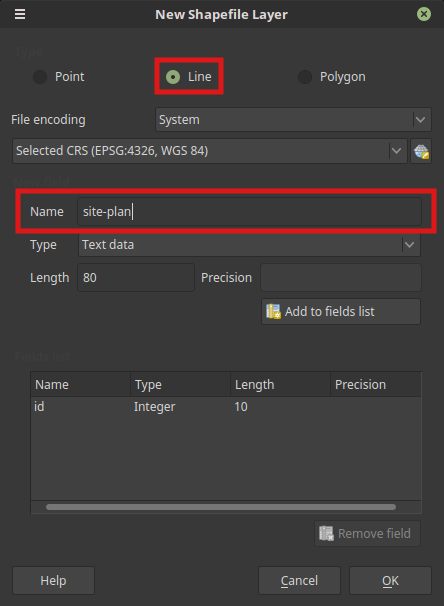 New Shapefile Layer
Type
Point Line Polygon
File encoding System
Selected CRS (EPSG:4326, WGS 84)
New field
Name site-plan
Type Text data
Length 80 Precision
Add to fields list
Fields list
Name Type Length Precision
id Integer 10
Remove field
Help Cancel OK